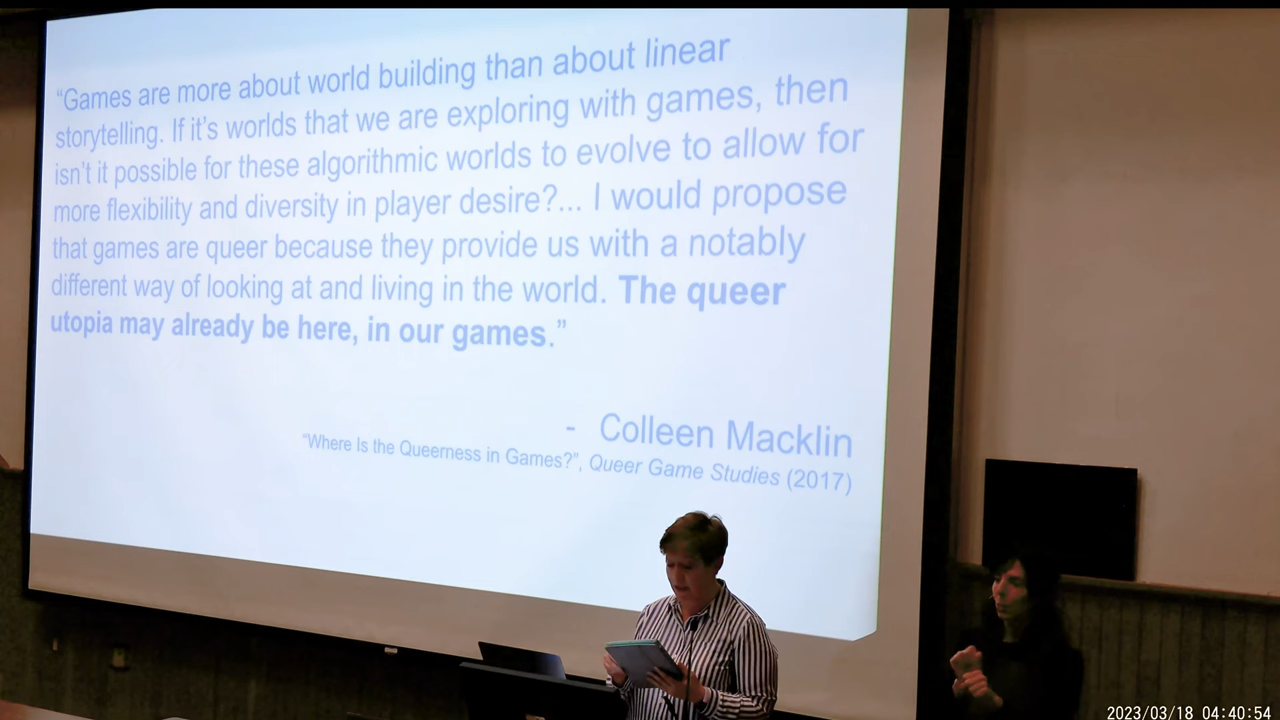 “Games are more about world building than about linear
storytelling. If it’s worlds that we are exploring with games, then
isn’t it possible for these algorithmic worlds to evolve to allow for
more flexibility and diversity in player desire?... I would propose
that games are queer because they provide us with a notably
different way of looking at and living in the world. The queer
utopia may already be here, in our games.”
- Colleen Macklin
“Where Is the Queerness in Games?”, Queer Game Studies (2017)
2023/03/18 04:40:54